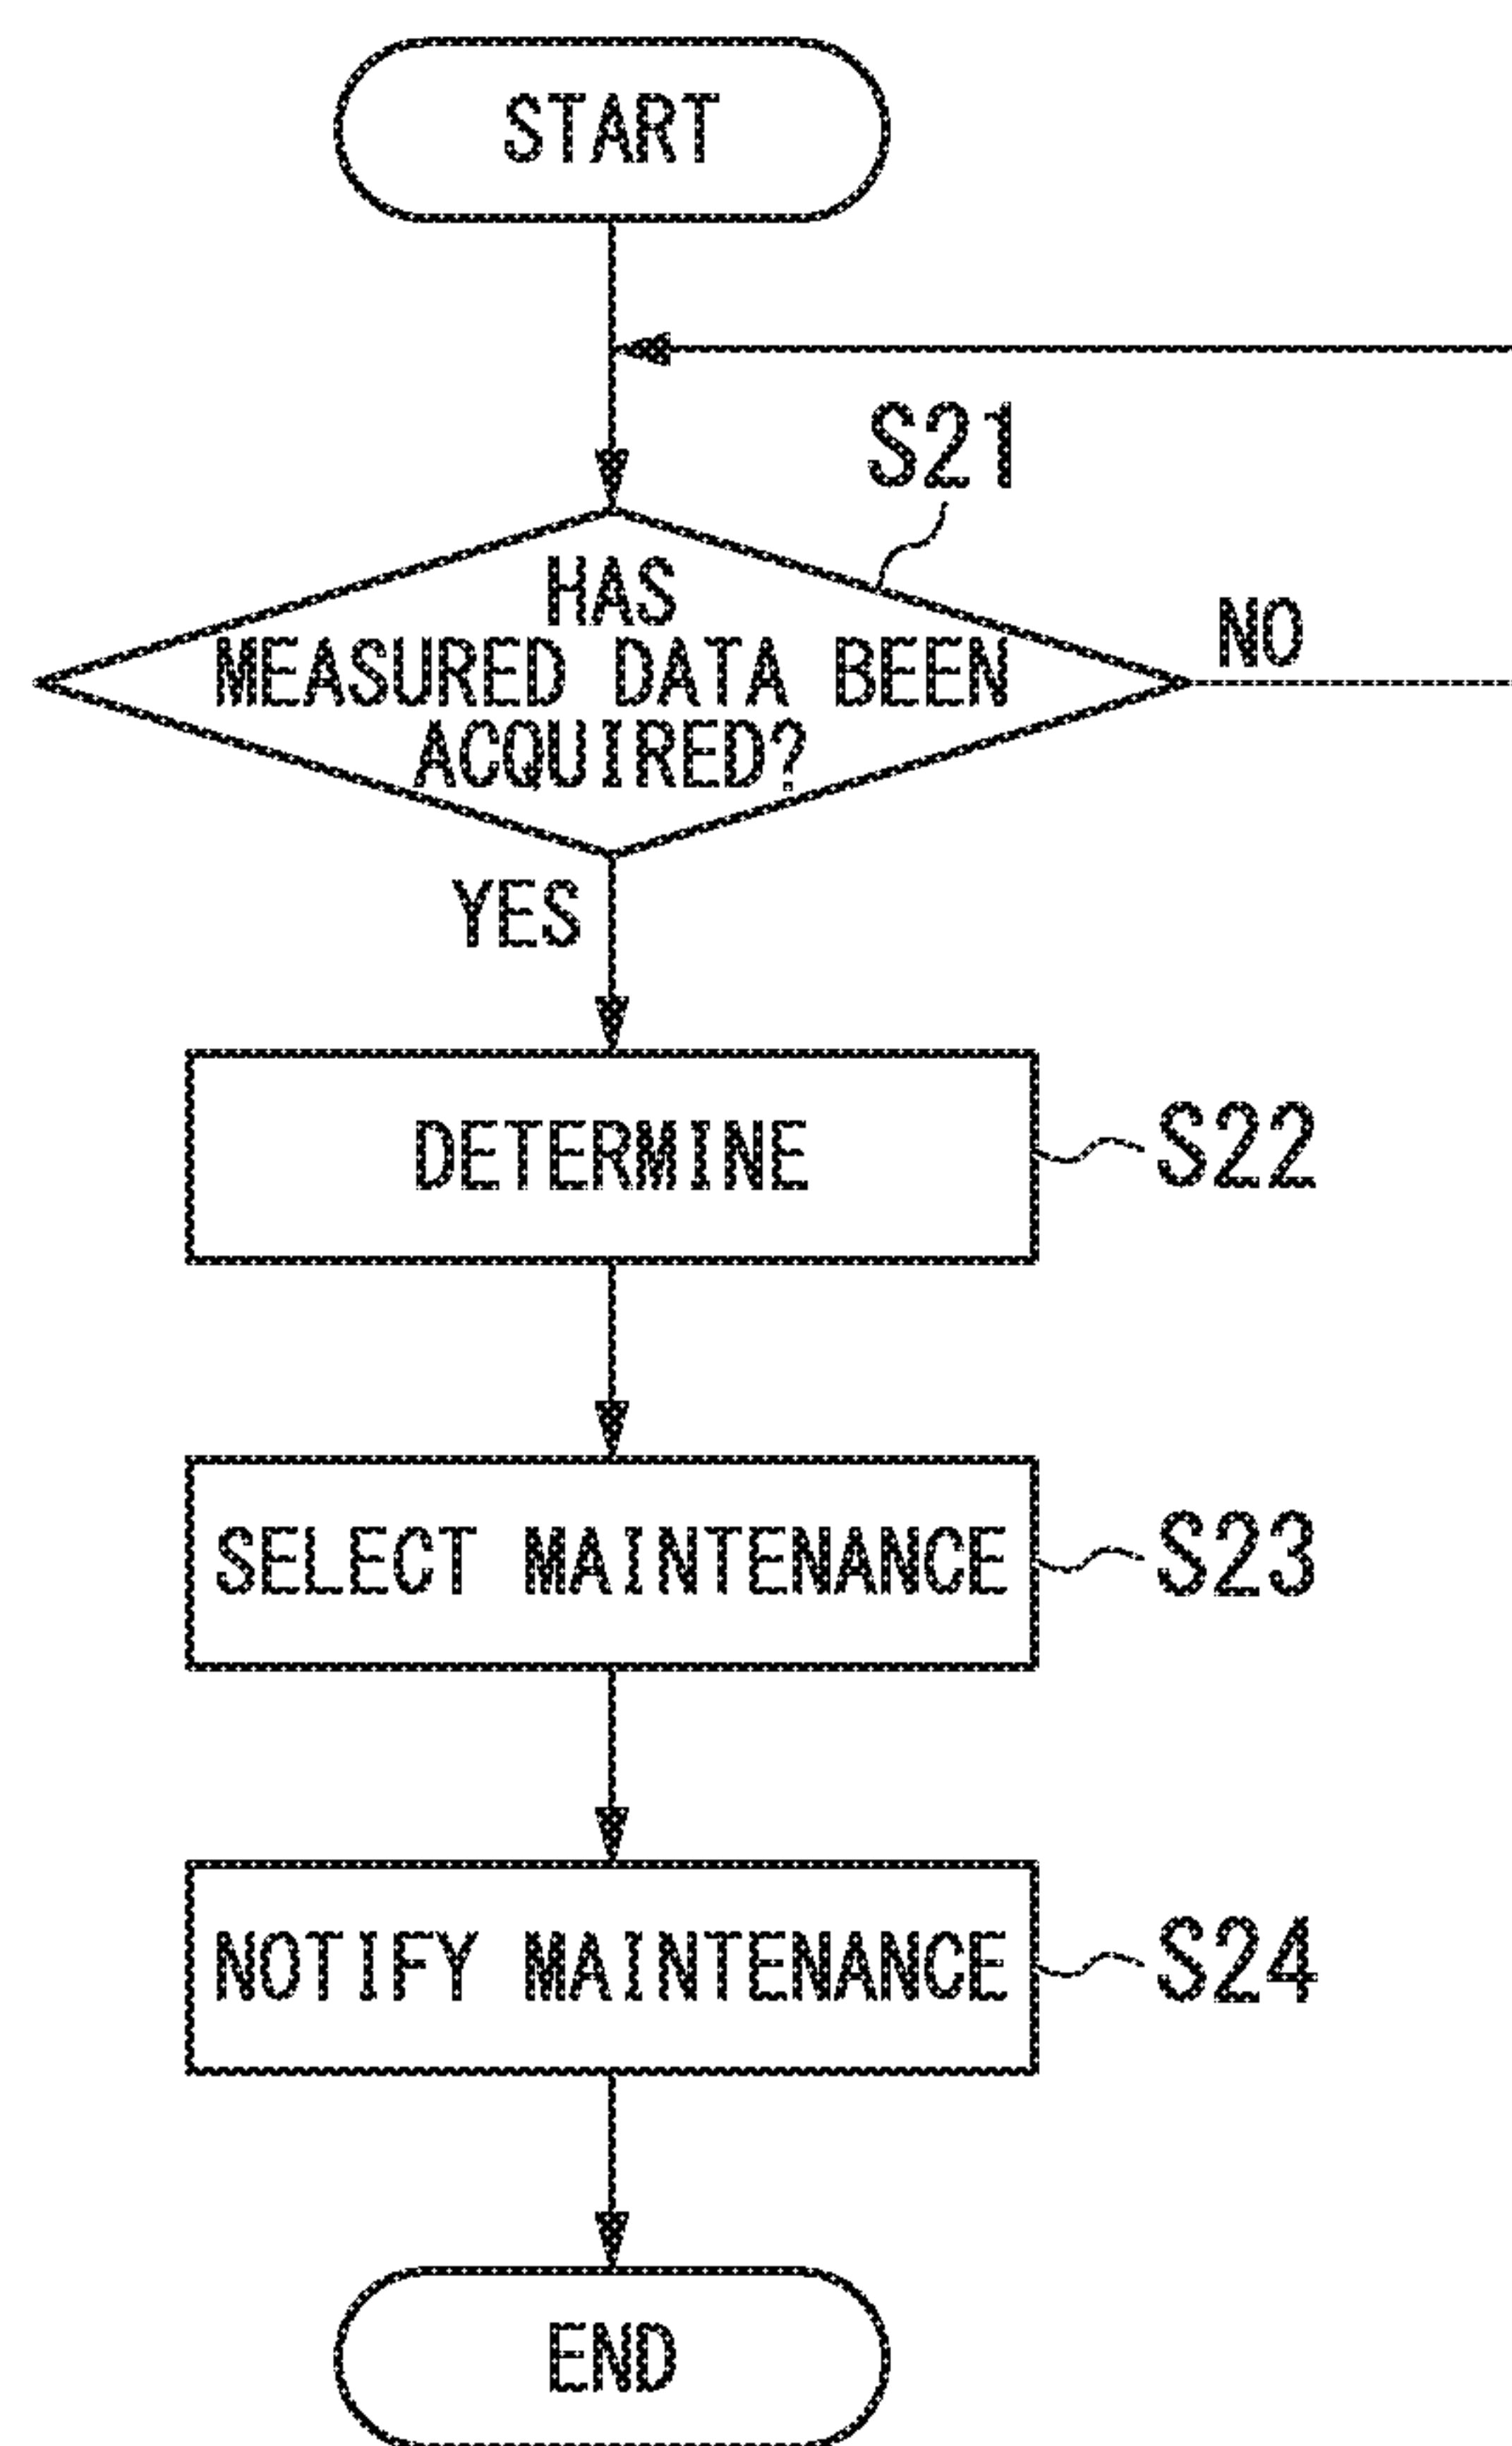 START
S21
HAS
MEASURED DATA BEEN
ACQUIRED?
NO
YES
DETERMINE
S22
SELECT MAINTENANCE
S23
NOTIFY MAINTENANCE
S24
END